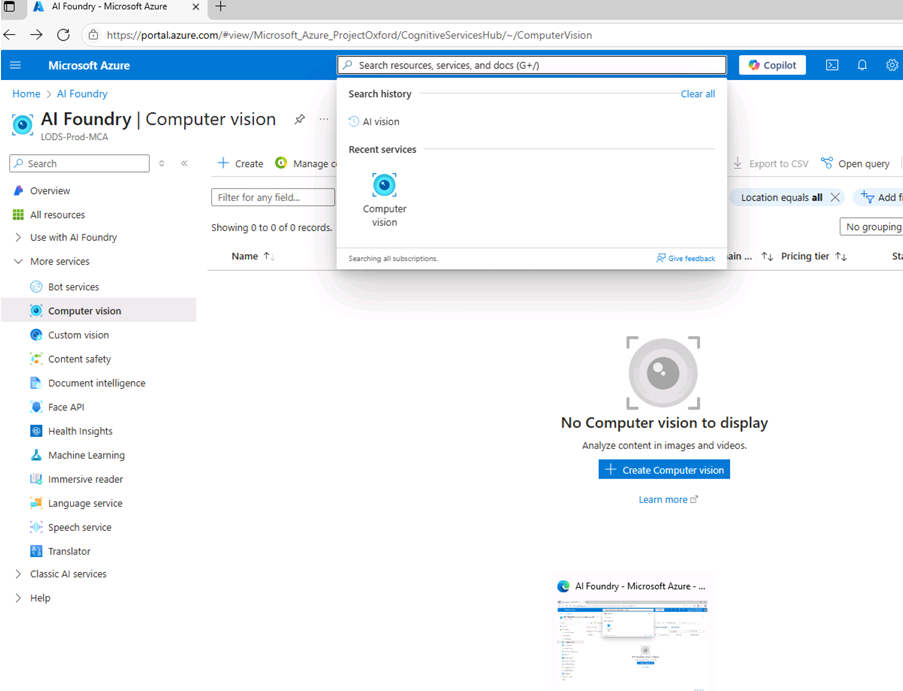 AI Foundry - Microsoft Azure
https://portal.azure.com/#view/Microsoft_Azure_ProjectOxford/CognitiveServicesHub/~/ComputerVision
Microsoft Azure
Search resources, services, and docs (G+/)
Copilot
Home > AI Foundry
AI Foundry | Computer vision
LODS-Prod-MCA
Search history
Clear all
AI vision
Recent services
Computer
vision
Searching all subscriptions.
Give feedback
Search
Overview
All resources
Use with AI Foundry
More services
Bot services
Computer vision
Custom vision
Content safety
Document intelligence
Face API
Health Insights
Machine Learning
Immersive reader
Language service
Speech service
Translator
Classic AI services
Help
+ Create
Manage
Export to CSV
Open query
Filter for any field...
Location equals all
Add
Showing 0 to 0 of 0 records.
No grouping
Name
Pricing tier
No Computer vision to display
Analyze content in images and videos.
+ Create Computer vision
Learn more
AI Foundry - Microsoft Azure - ...